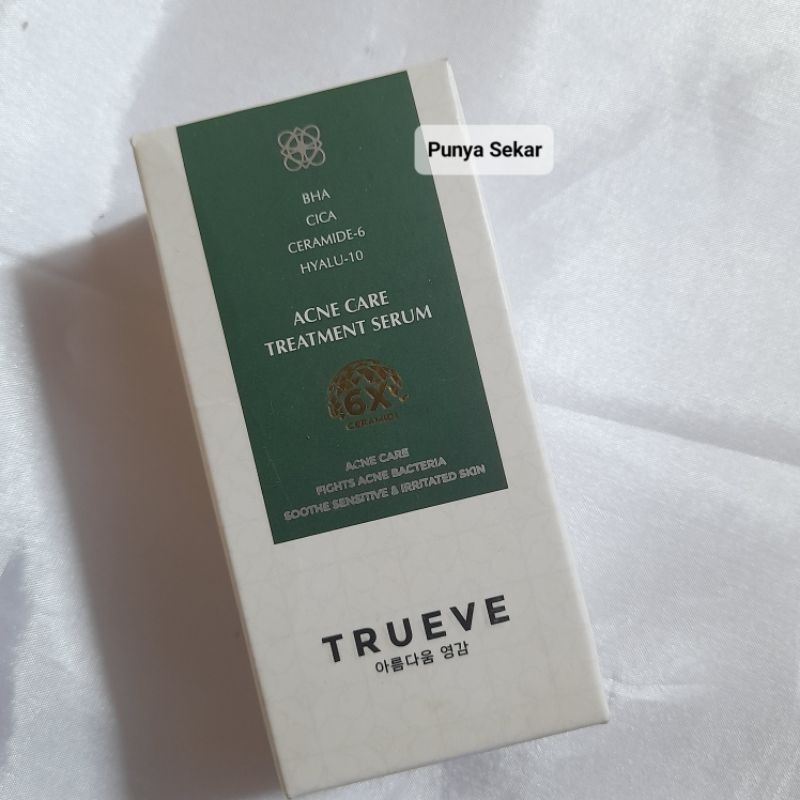 Punya Sekar
BHA
CICA
CERAMIDE-6
HYALU-10
ACNE CARE
TREATMENT SERUM
6X
CERAMIDE
ACNE CARE
FIGHTS ACNE BACTERIA
SOOTHE SENSITIVE & IRRITATED SKIN
TRUEVE
아름다움 영감